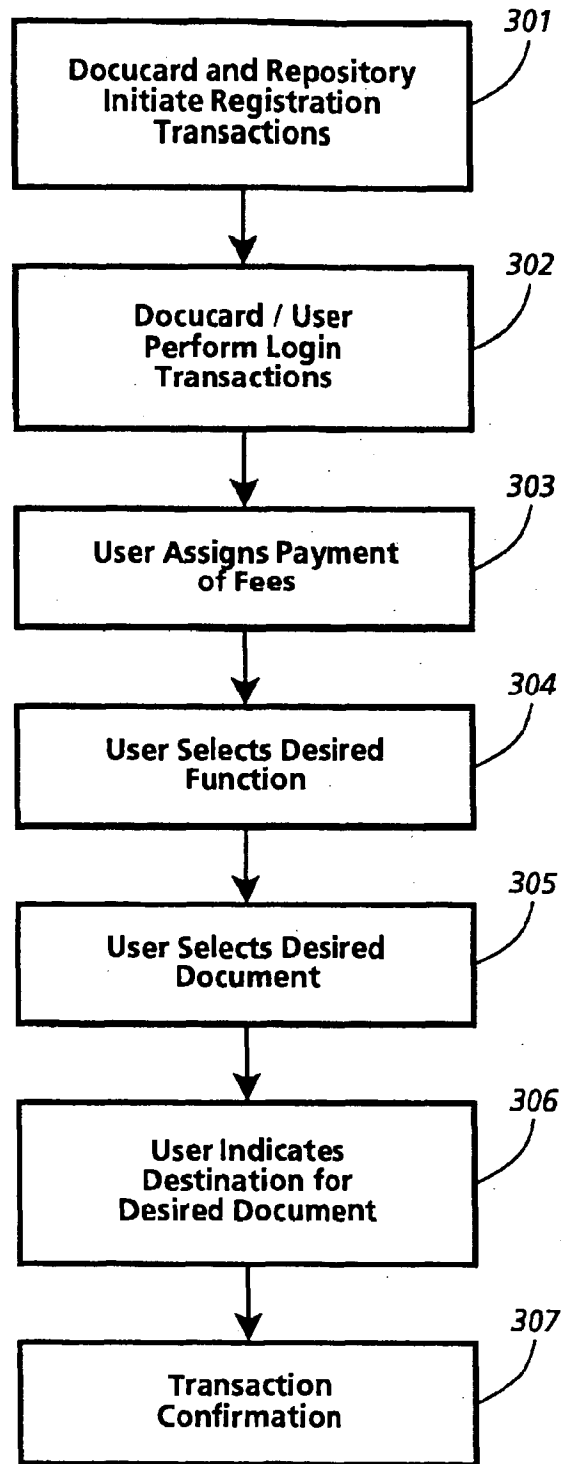 301
Docucard and Repository
Initiate Registration
Transactions
302
Docucard / User
Perform Login
Transactions
303
User Assigns Payment
of Fees
304
User Selects Desired
Function
305
User Selects Desired
Document
306
User Indicates
Destination for
Desired Document
307
Transaction
Confirmation